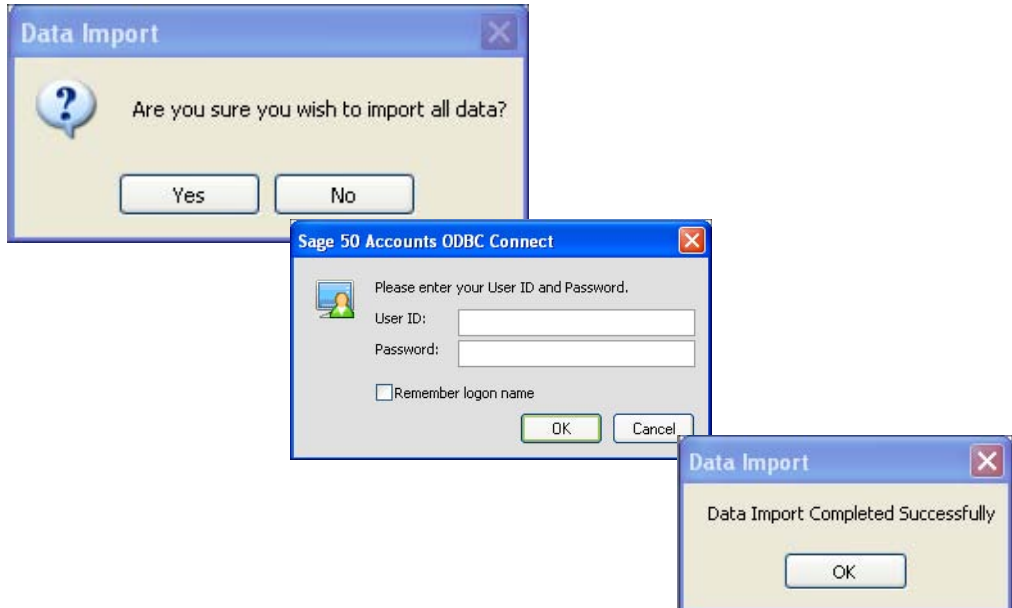 Data Import
Are you sure you wish to import all data?
Yes No
Sage 50 Accounts ODBC Connect
Please enter your User ID and Password.
User ID:
Password:
Remember logon name
OK Cancel
Data Import
Data Import Completed Successfully
OK